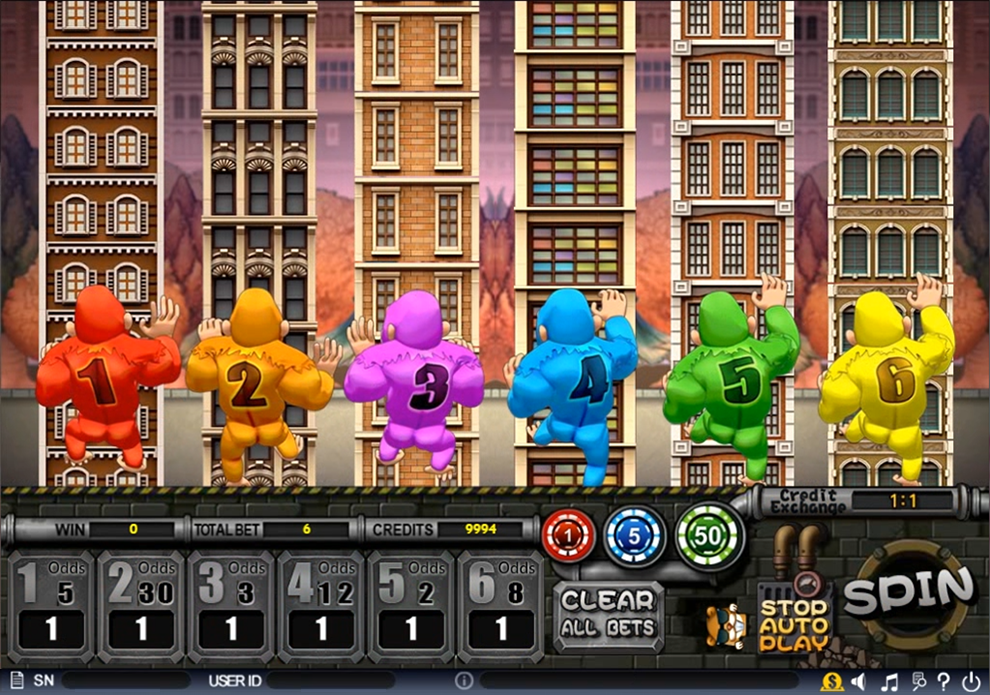 1 2 3 4 5 6
Credit
Exchange 1:1
WIN 0 TOTAL BET 6 CREDITS 9994
1 5 50
1 Odds 5 2 Odds 30 3 Odds 3 4 Odds 12 5 Odds 2 6 Odds 8
1 1 1 1 1 1
CLEAR
ALL BETS
STOP
AUTO
PLAY
SPIN
SN USER ID